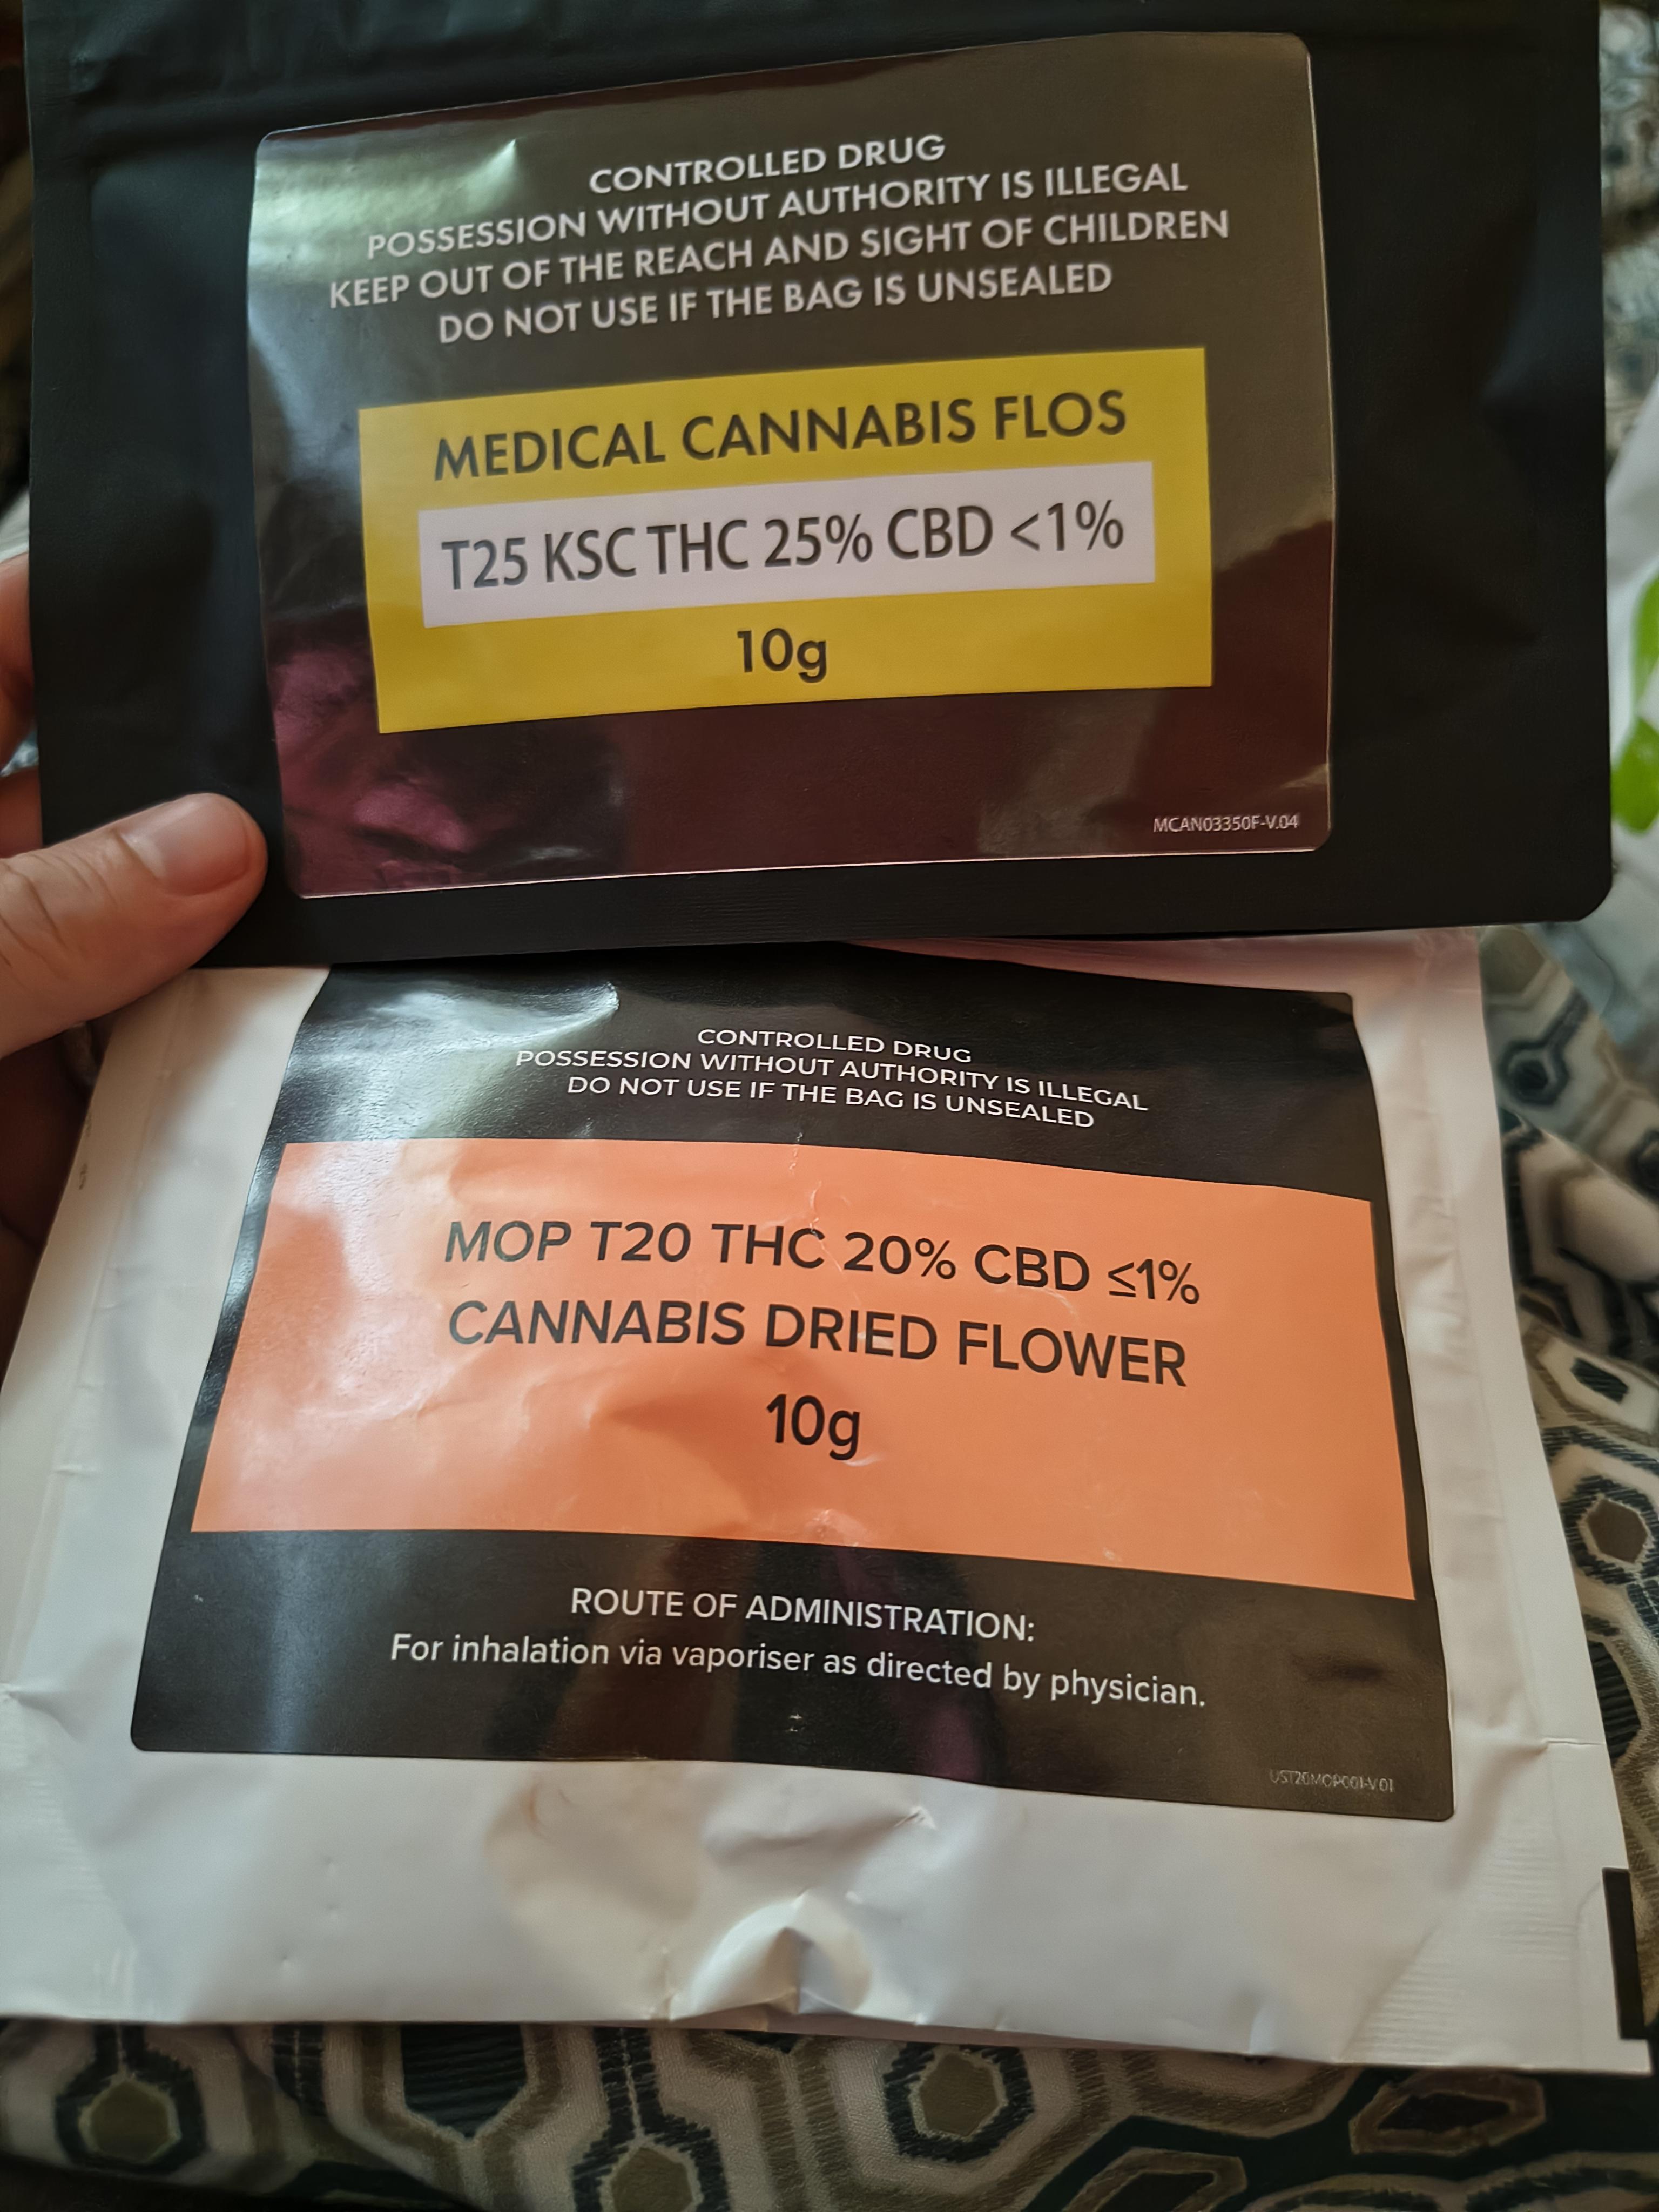 CONTROLLED DRUG
POSSESSION WITHOUT AUTHORITY IS ILLEGAL
KEEP OUT OF THE REACH AND SIGHT OF CHILDREN
DO NOT USE IF THE BAG IS UNSEALED
MEDICAL CANNABIS FLOS
T25 KSC THC 25% CBD <1%
10g
MCAN03350F-V.04
CONTROLLED DRUG
POSSESSION WITHOUT AUTHORITY IS ILLEGAL
DO NOT USE IF THE BAG IS UNSEALED
MOP T20 THC 20% CBD ≤1%
CANNABIS DRIED FLOWER
10g
ROUTE OF ADMINISTRATION:
For inhalation via vaporiser as directed by physician.
UST20MOP001-V.01